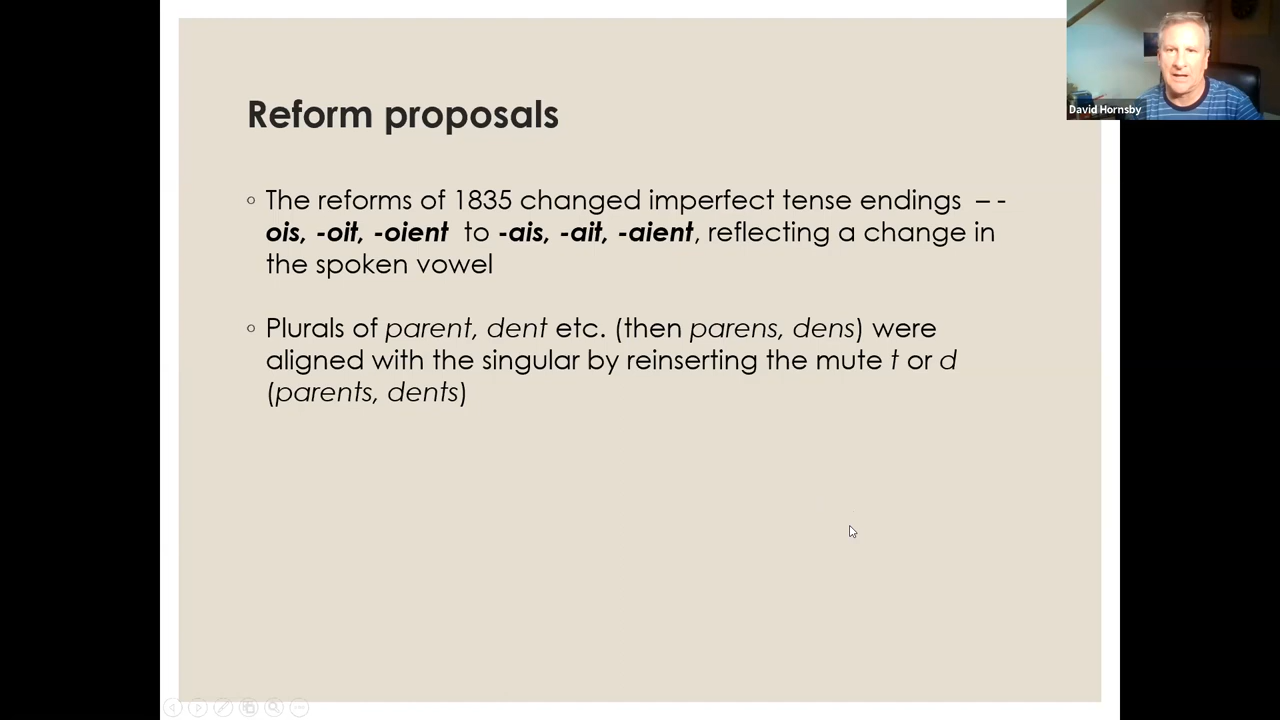 Reform proposals
The reforms of 1835 changed imperfect tense endings – -
ois, -oit, -oient to -ais, -ait, -aient, reflecting a change in
the spoken vowel
Plurals of parent, dent etc. (then parens, dens) were
aligned with the singular by reinserting the mute t or d
(parents, dents)
David Hornsby